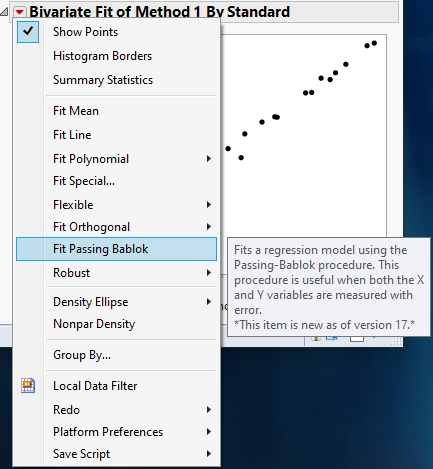 Bivariate Fit of Method 1 By Standard
Show Points
Histogram Borders
Summary Statistics
Fit Mean
Fit Line
Fit Polynomial
Fit Special...
Flexible
Fit Orthogonal
Fit Passing Bablok
Robust
Density Ellipse
Nonpar Density
Group By...
Local Data Filter
Redo
Platform Preferences
Save Script
Fits a regression model using the
Passing-Bablok procedure. This
procedure is useful when both the X
and Y variables are measured with
error.
*This item is new as of version 17.*